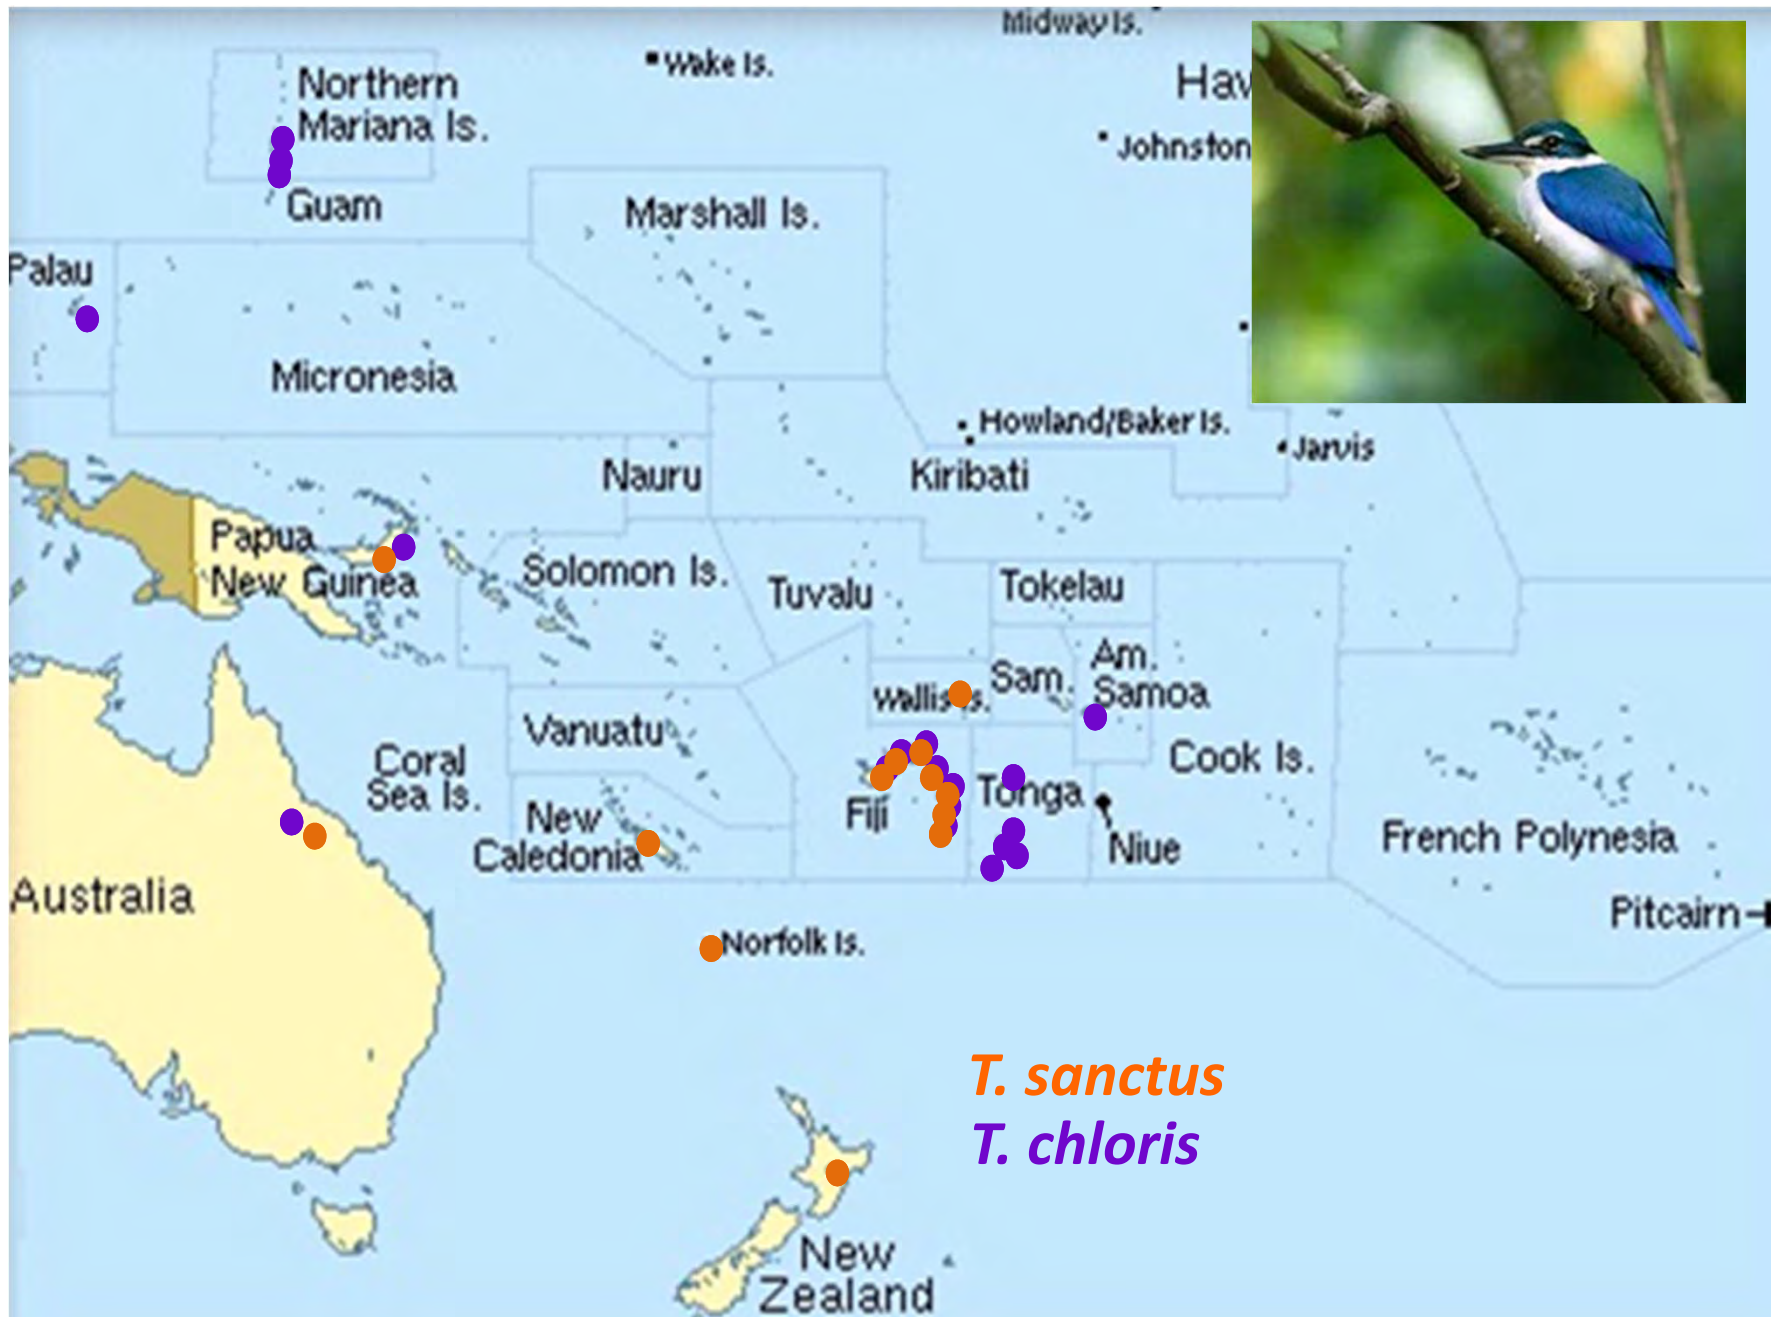 Midway Is.
Northern
Mariana Is.
Wake Is.
Hav
Johnston
Guam
Marshall Is.
Palau
Micronesia
Howland/Baker Is.
Jarvis
Nauru
Kiribati
Papua
New Guinea
Solomon Is.
Tuvalu
Tokelau
Am.
Samoa
Sam.
Wallis Is.
Vanuatu
Coral
Sea Is.
Cook Is.
Tonga
Fiji
New
Caledonia
Niue
French Polynesia
Australia
Pitcairn
Norfolk Is.
T. sanctus
T. chloris
New
Zealand